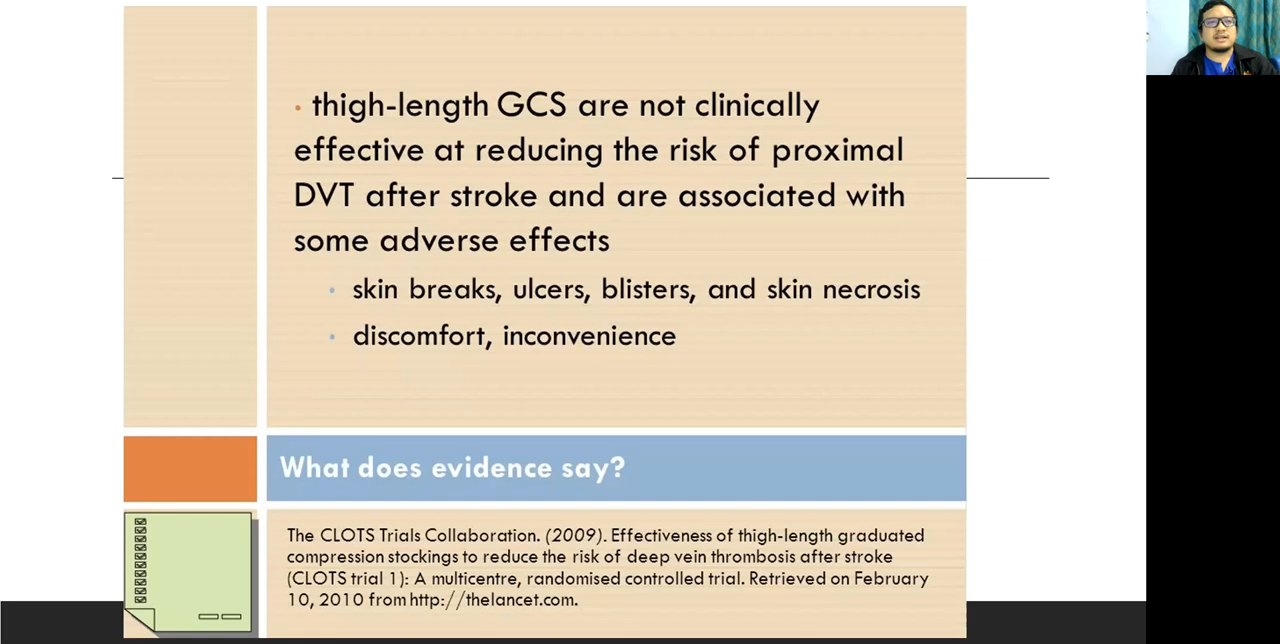 • thigh-length GCS are not clinically
effective at reducing the risk of proximal
DVT after stroke and are associated with
some adverse effects
• skin breaks, ulcers, blisters, and skin necrosis
• discomfort, inconvenience
What does evidence say?
The CLOTS Trials Collaboration. (2009). Effectiveness of thigh-length graduated
compression stockings to reduce the risk of deep vein thrombosis after stroke
(CLOTS trial 1): A multicentre, randomised controlled trial. Retrieved on February
10, 2010 from http://thelancet.com.